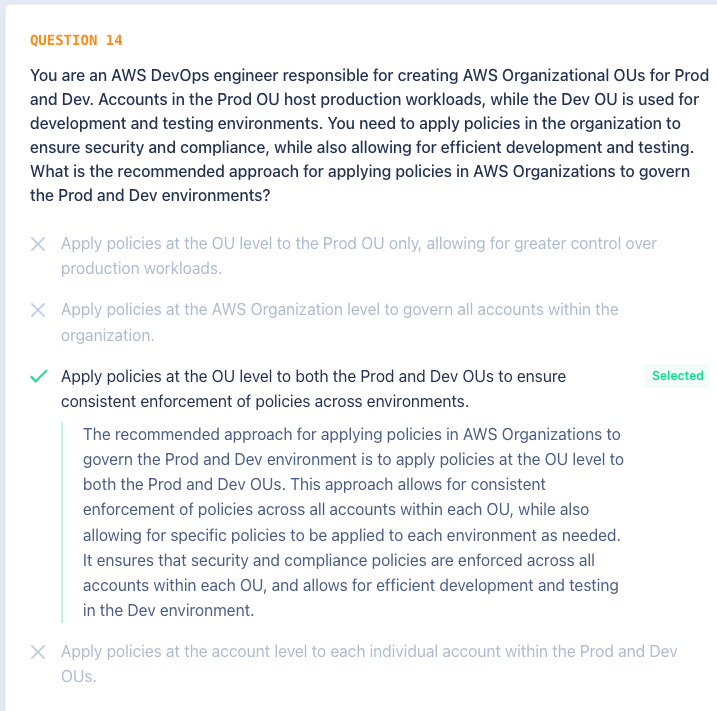 QUESTION 14
You are an AWS DevOps engineer responsible for creating AWS Organizational OUs for Prod
and Dev. Accounts in the Prod OU host production workloads, while the Dev OU is used for
development and testing environments. You need to apply policies in the organization to
ensure security and compliance, while also allowing for efficient development and testing.
What is the recommended approach for applying policies in AWS Organizations to govern
the Prod and Dev environments?
Apply policies at the OU level to the Prod OU only, allowing for greater control over
production workloads.
Apply policies at the AWS Organization level to govern all accounts within the
organization.
Apply policies at the OU level to both the Prod and Dev OUs to ensure
consistent enforcement of policies across environments.
Selected
The recommended approach for applying policies in AWS Organizations to
govern the Prod and Dev environment is to apply policies at the OU level to
both the Prod and Dev OUs. This approach allows for consistent
enforcement of policies across all accounts within each OU, while also
allowing for specific policies to be applied to each environment as needed.
It ensures that security and compliance policies are enforced across all
accounts within each OU, and allows for efficient development and testing
in the Dev environment.
Apply policies at the account level to each individual account within the Prod and Dev
OUs.